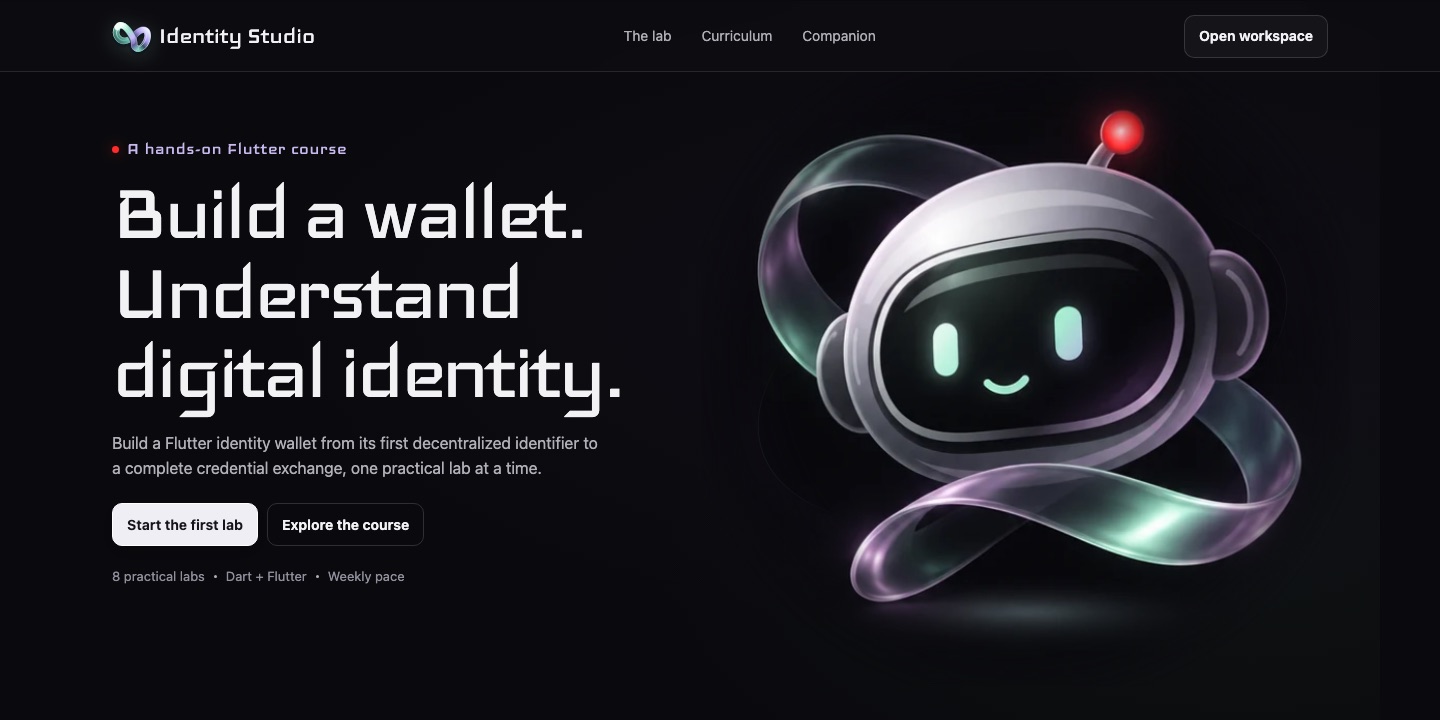 Identity Studio
The lab
Curriculum
Companion
Open workspace
A hands-on Flutter course
Build a wallet.
Understand
digital identity.
Build a Flutter identity wallet from its first decentralized identifier to
a complete credential exchange, one practical lab at a time.
Start the first lab
Explore the course
8 practical labs • Dart + Flutter • Weekly pace